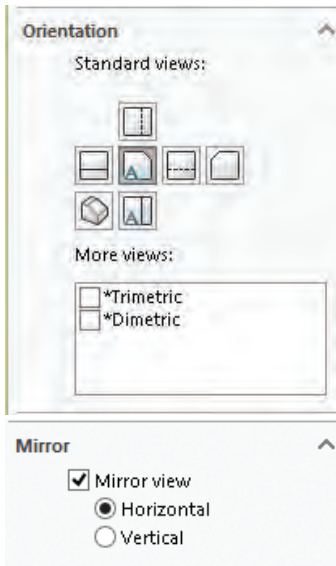 Orientation
Standard views:
A
A
More views:
*Trimetric
*Dimetric
Mirror
Mirror view
Horizontal
Vertical